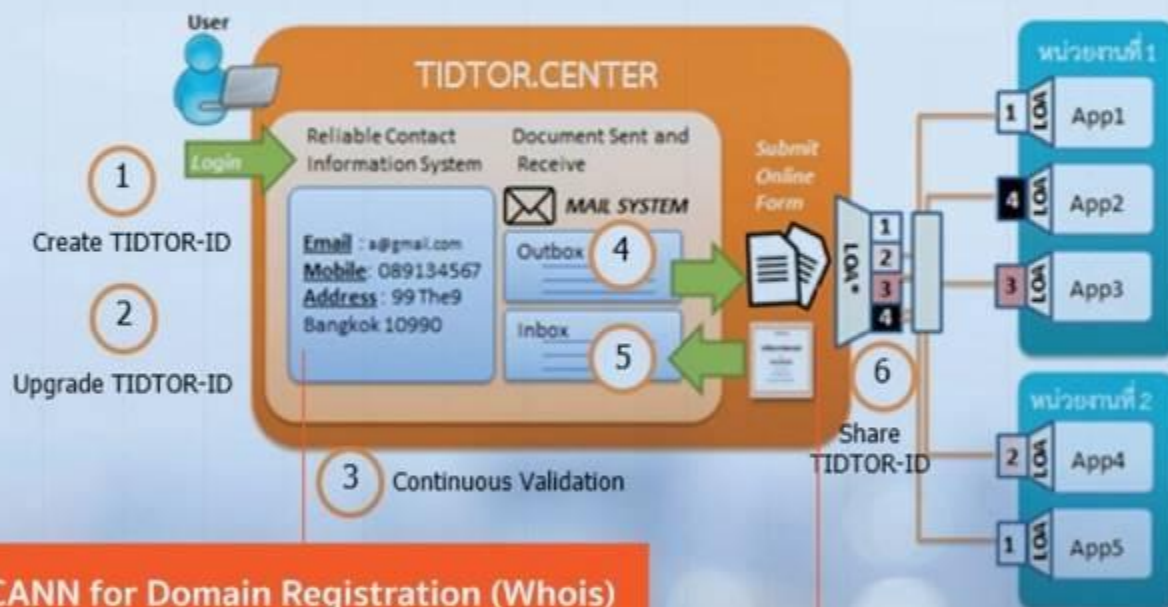 User
TIDTOR.CENTER
Login
Reliable Contact
Information System
Document Sent and
Receive
MAIL SYSTEM
Email : a@gmail.com
Mobile: 089134567
Address : 99 The9
Bangkok 10990
Outbox
4
Inbox
5
Submit
Online
Form
LOA*
1
2
3
4
1
Create TIDTOR-ID
2
Upgrade TIDTOR-ID
3
Continuous Validation
6
Share
TIDTOR-ID
หน่วยงานที่ 1
1 LOA App1
4 LOA App2
3 LOA App3
หน่วยงานที่ 2
2 LOA App4
1 LOA App5
CANN for Domain Registration (Whois)